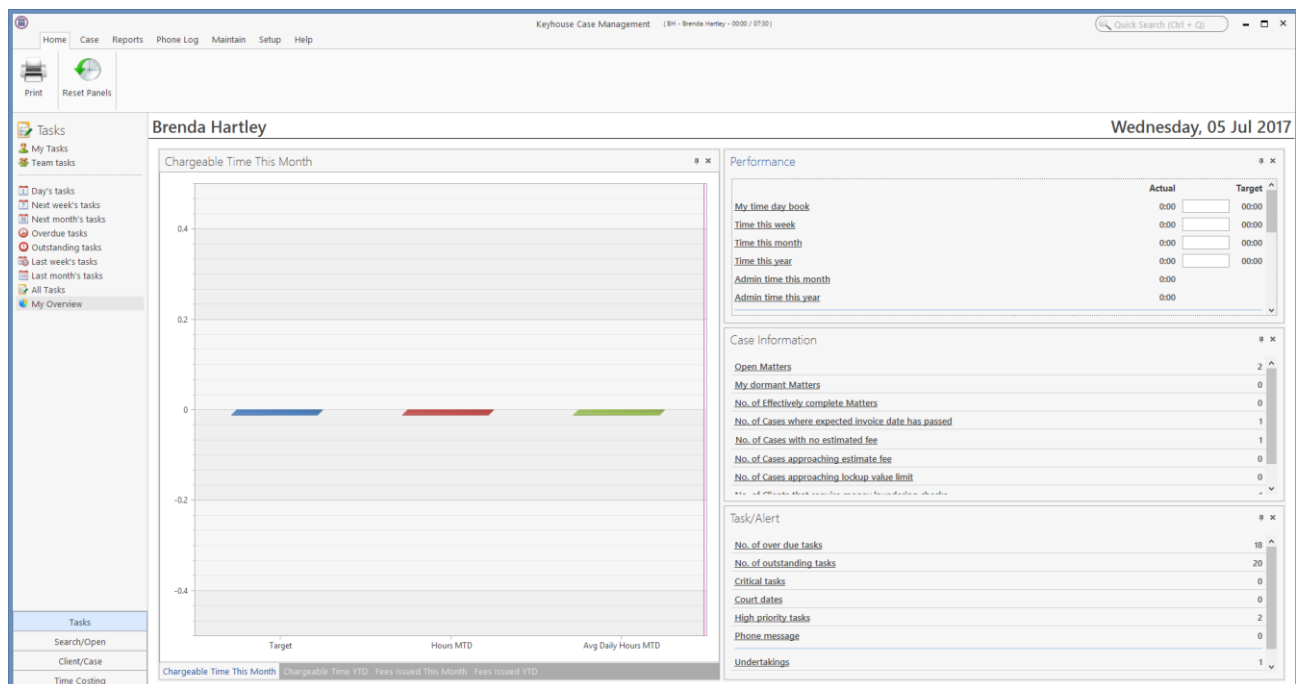 Keyhouse Case Management ( BH - Brenda Hartley - 00:00 / 07:30 )
Quick Search (Ctrl + Q)
Home Case Reports Phone Log Maintain Setup Help
Print Reset Panels
Tasks
My Tasks
Team tasks
Day's tasks
Next week's tasks
Next month's tasks
Overdue tasks
Outstanding tasks
Last week's tasks
Last month's tasks
All Tasks
My Overview
Tasks
Search/Open
Client/Case
Time Costing
Brenda Hartley
Wednesday, 05 Jul 2017
Chargeable Time This Month
0.4
0.2
0
-0.2
-0.4
Target Hours MTD Avg Daily Hours MTD
Chargeable Time This Month Chargeable Time YTD Fees Issued This Month Fees Issued YTD
Performance
Actual Target
My time day book 0:00 00:00
Time this week 0:00 00:00
Time this month 0:00 00:00
Time this year 0:00 00:00
Admin time this month 0:00
Admin time this year 0:00
Case Information
Open Matters 2
My dormant Matters 0
No. of Effectively complete Matters 0
No. of Cases where expected invoice date has passed 1
No. of Cases with no estimated fee 1
No. of Cases approaching estimate fee 0
No. of Cases approaching lockup value limit 0
No. of Clients that require money laundering checks
Task/Alert
No. of over due tasks 18
No. of outstanding tasks 20
Critical tasks 0
Court dates 0
High priority tasks 2
Phone message 0
Undertakings 1